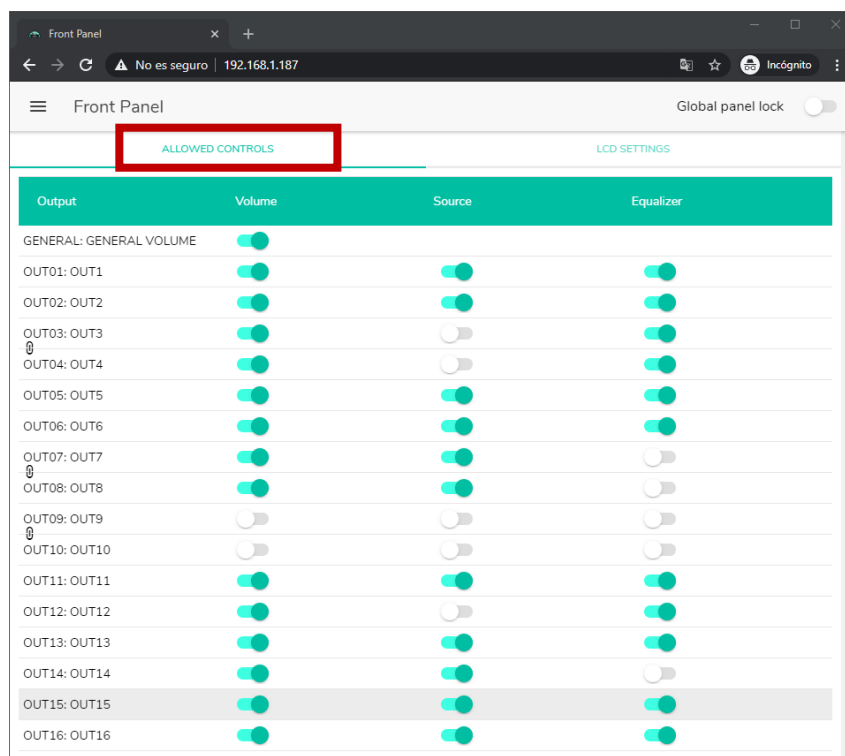 Front Panel
No es seguro | 192.168.1.187
Incógnito
Front Panel
Global panel lock
ALLOWED CONTROLS
LCD SETTINGS
Output Volume Source Equalizer
GENERAL: GENERAL VOLUME
OUT01: OUT1
OUT02: OUT2
OUT03: OUT3
OUT04: OUT4
OUT05: OUT5
OUT06: OUT6
OUT07: OUT7
OUT08: OUT8
OUT09: OUT9
OUT10: OUT10
OUT11: OUT11
OUT12: OUT12
OUT13: OUT13
OUT14: OUT14
OUT15: OUT15
OUT16: OUT16